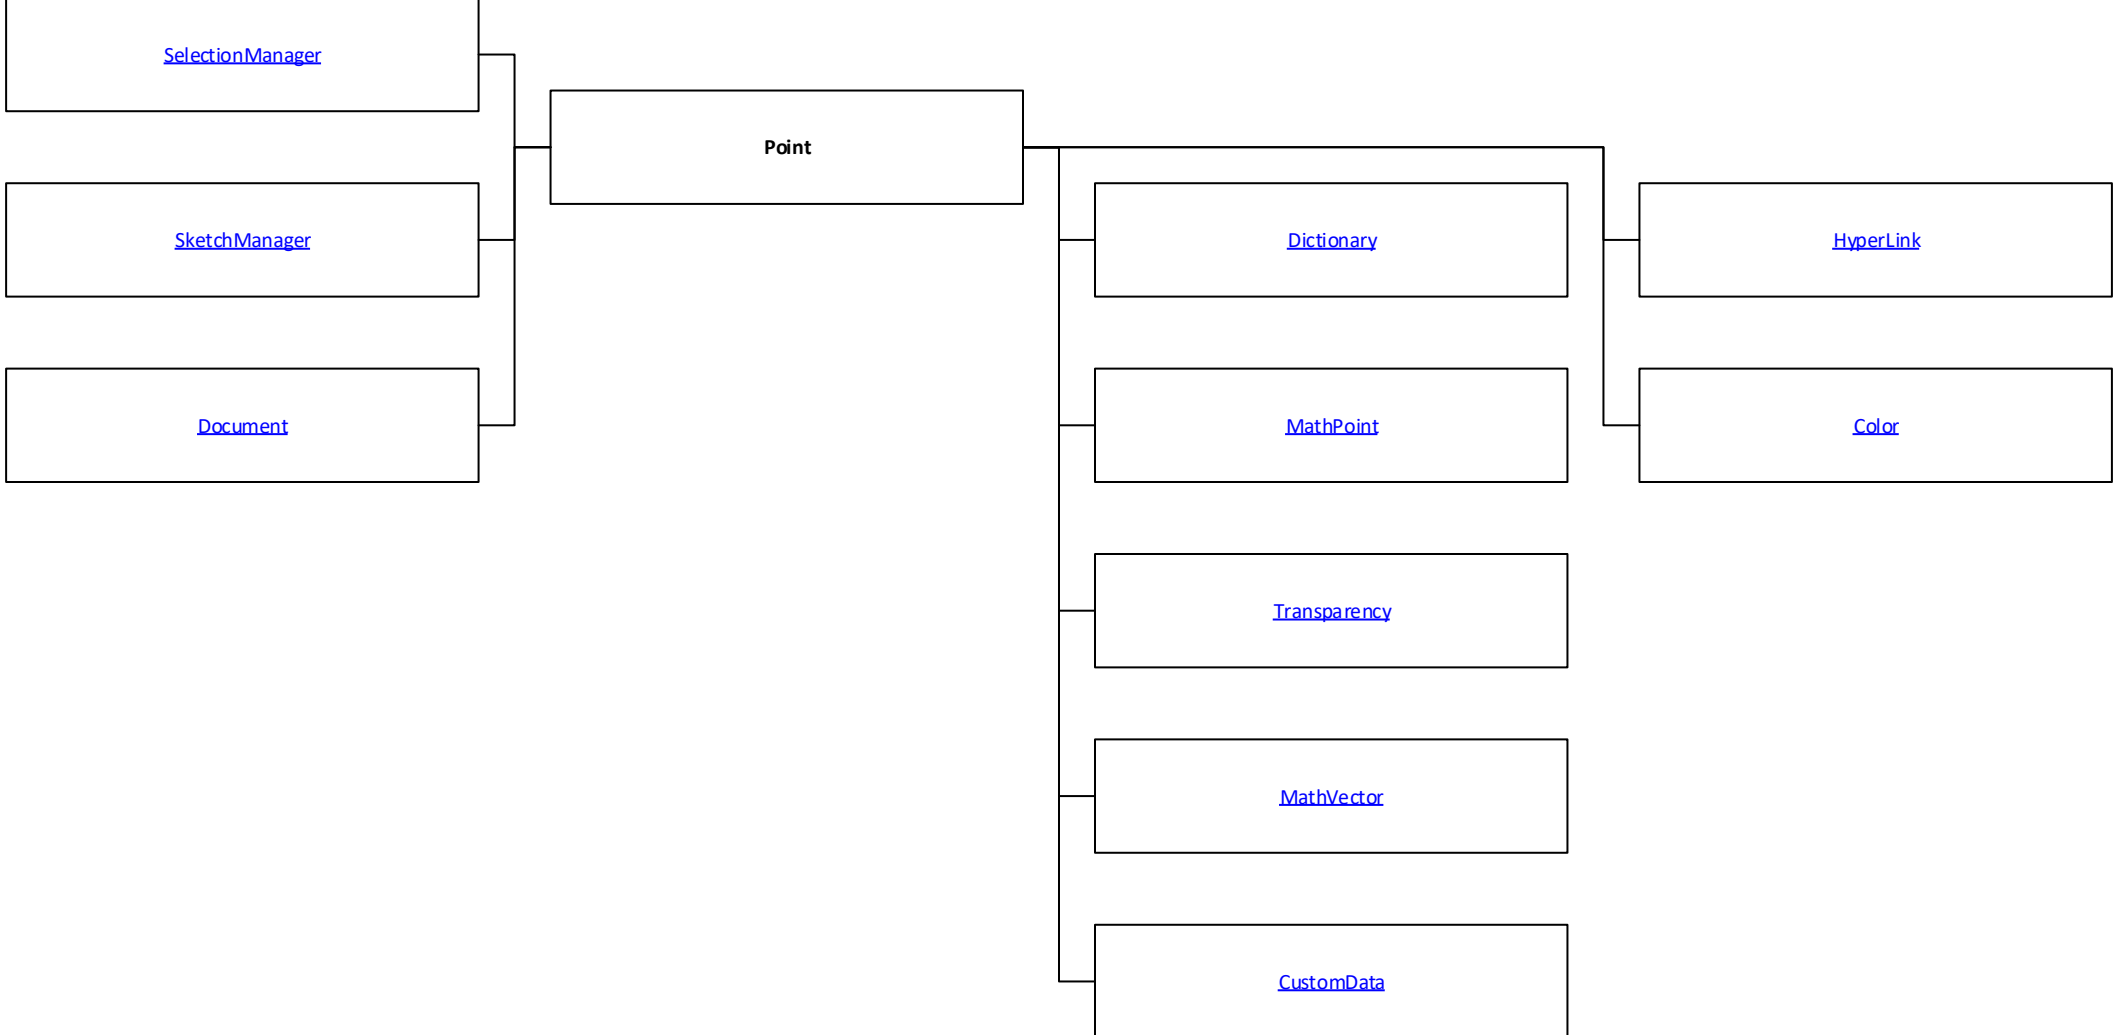 SelectionManager
Point
SketchManager
Dictionary
HyperLink
Document
MathPoint
Color
Transparency
MathVector
CustomData